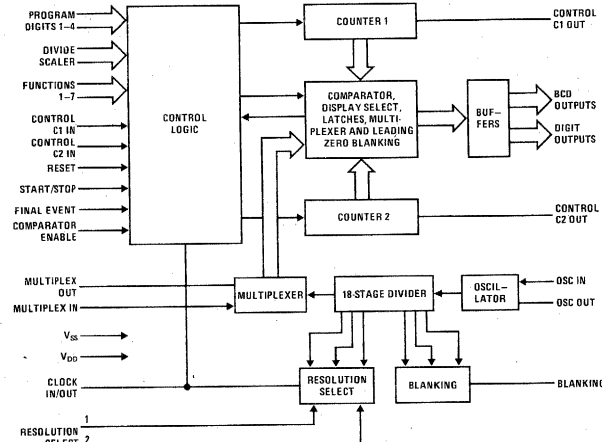 PROGRAM
DIGITS 1–4
DIVIDE
SCALER
FUNCTIONS
1–7
CONTROL
C1 IN
CONTROL
C2 IN
RESET
START/STOP
FINAL EVENT
COMPARATOR
ENABLE
CONTROL
LOGIC
COUNTER 1
CONTROL
C1 OUT
COMPARATOR,
DISPLAY SELECT,
LATCHES, MULTI-
PLEXER AND LEADING
ZERO BLANKING
BUF-
FERS
BCD
OUTPUTS
DIGIT
OUTPUTS
COUNTER 2
CONTROL
C2 OUT
MULTIPLEX
OUT
MULTIPLEX IN
MULTIPLEXER
18-STAGE DIVIDER
OSCIL-
LATOR
OSC IN
OSC OUT
VSS
VDD
CLOCK
IN/OUT
RESOLUTION
SELECT
BLANKING
BLANKING
RESOLUTION 1
SELECT 2